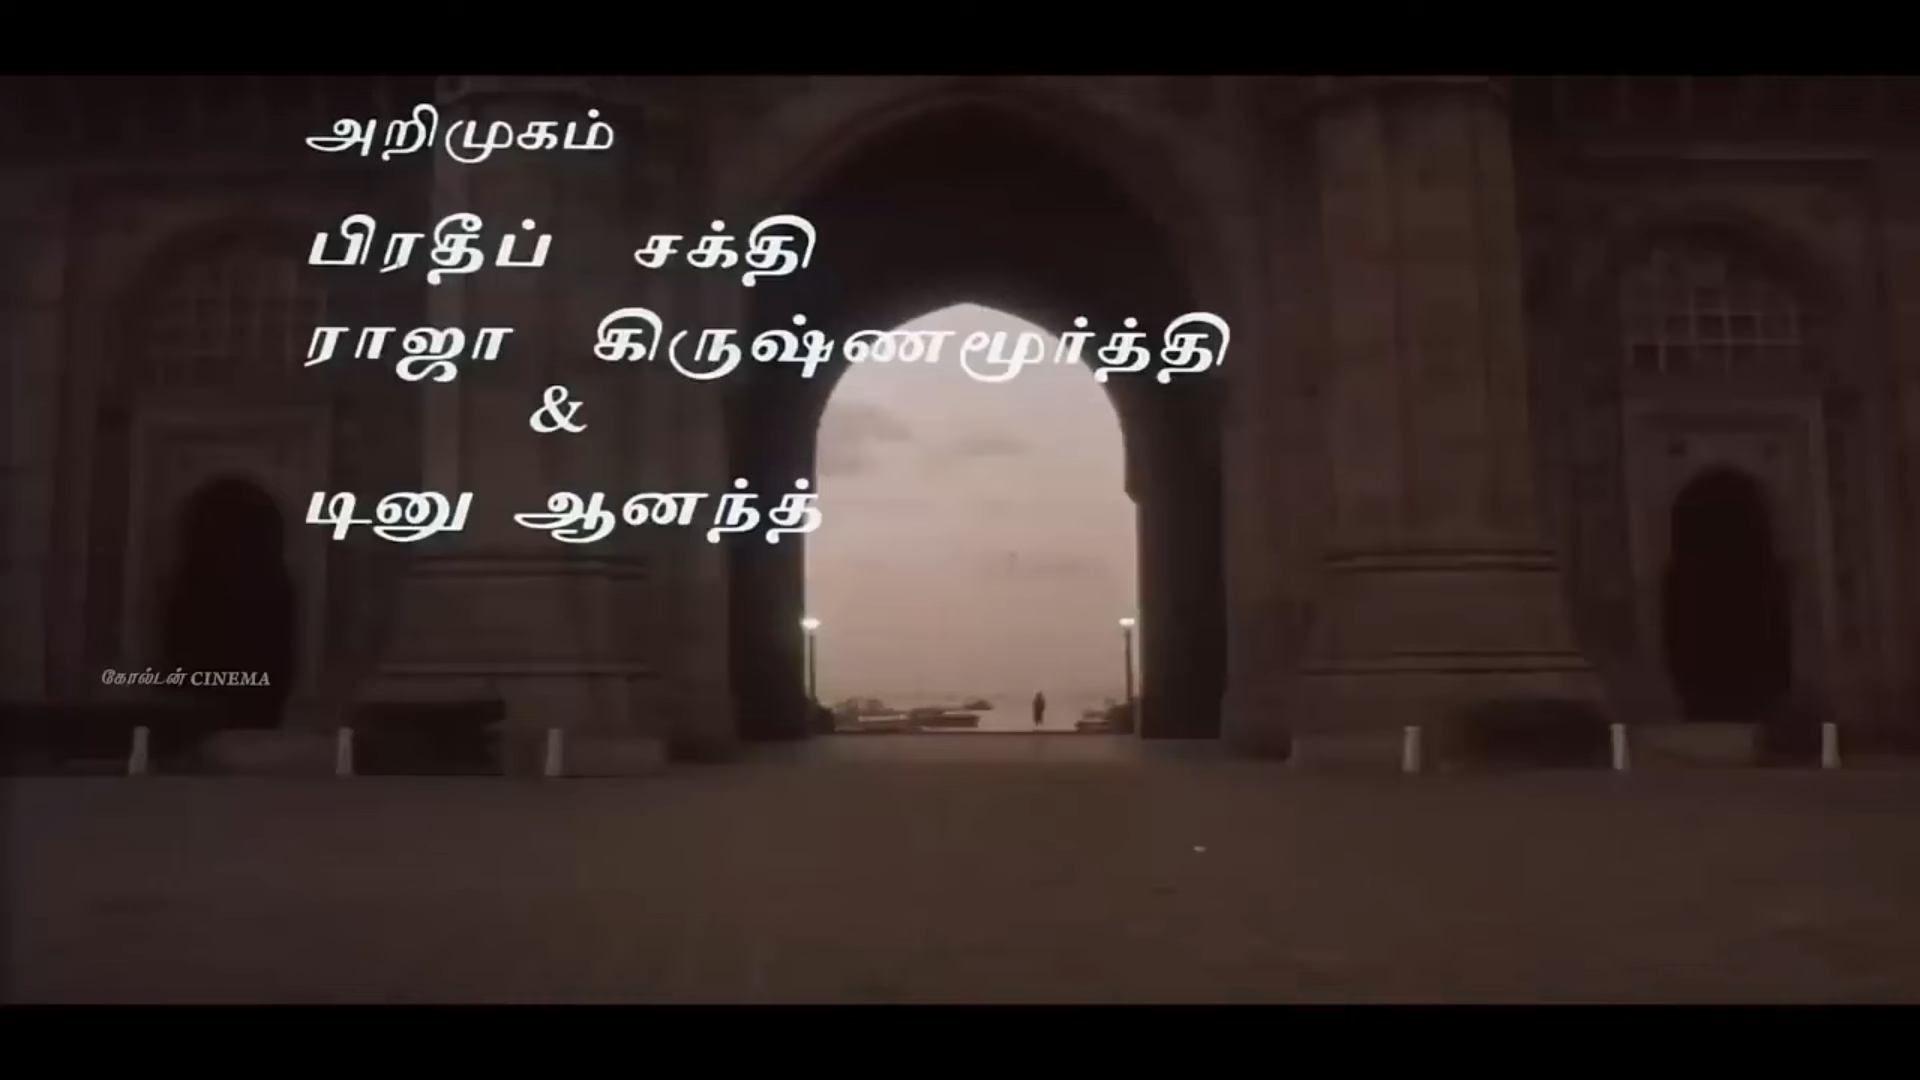 அறிமுகம்
பிரதீப் சக்தி
ராஜா கிருஷ்ணமூர்த்தி
&
டினு ஆனந்த்
கோல்டன் CINEMA